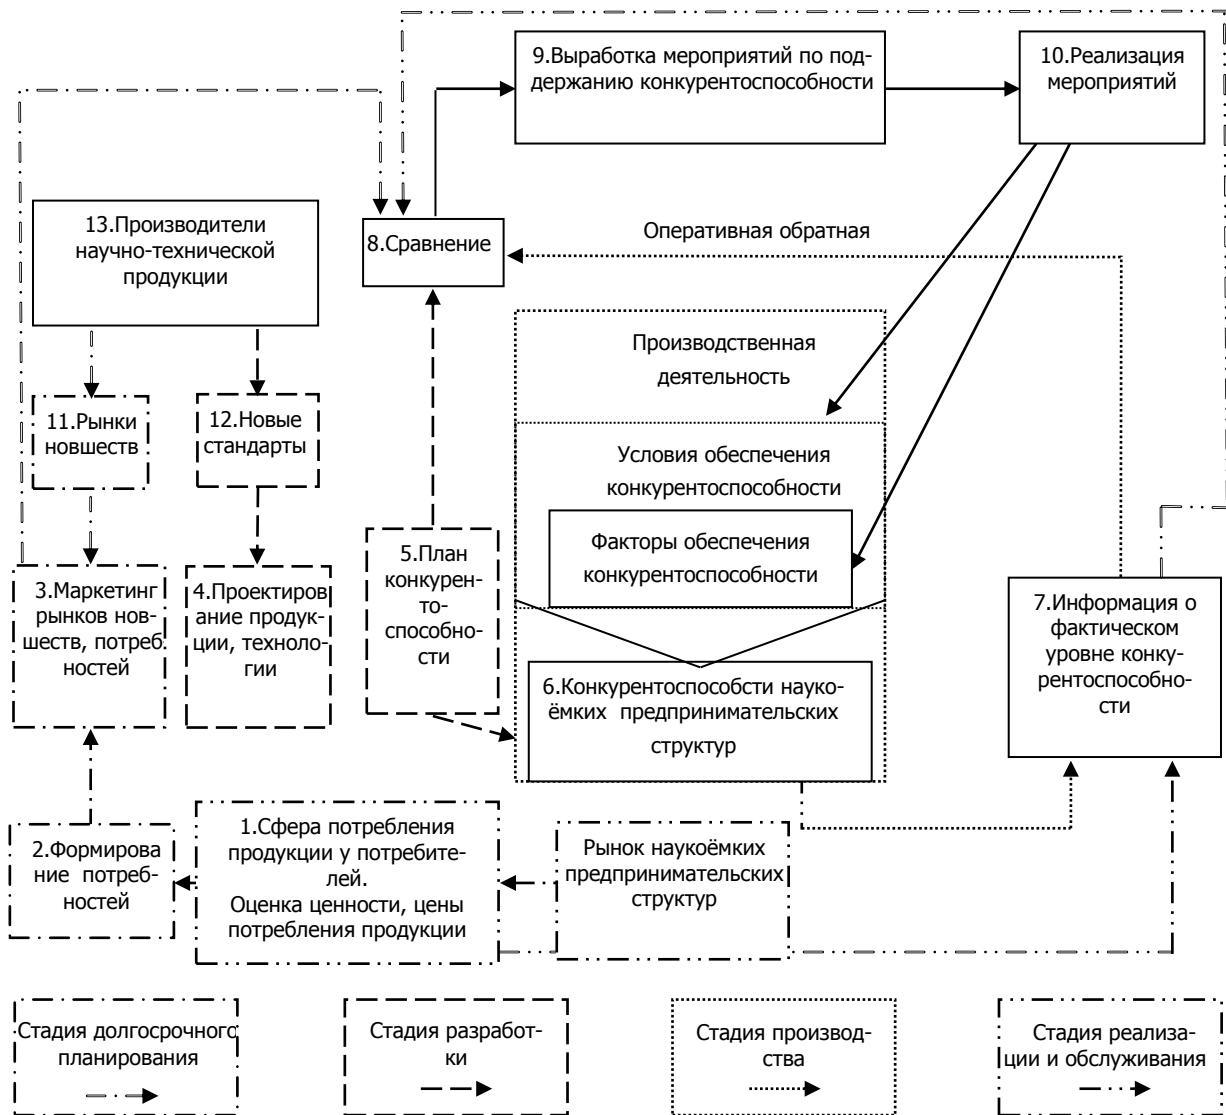 9.Выработка мероприятий по под-
держанию конкурентоспособности
10.Реализация
мероприятий
13.Производители
научно-технической
продукции
8.Сравнение
Оперативная обратная
Производственная
деятельность
11.Рынки
новшеств
12.Новые
стандарты
Условия обеспечения
конкурентоспособности
Факторы обеспечения
конкурентоспособности
5.План
конкурен-
то-
способно-
сти
3.Маркетинг
рынков нов-
шеств, потреб
ностей
4.Проектиров
ание продук-
ции, техноло-
гии
7.Информация о
фактическом
уровне конку-
рентоспособно-
сти
6.Конкурентоспособсти науко-
ёмких предпринимательских
структур
1.Сфера потребления
продукции у потребите-
лей.
Оценка ценности, цены
потребления продукции
2.Формирова
ние потреб-
ностей
Рынок наукоёмких
предпринимательских
структур
Стадия долгосрочного
планирования
Стадия разработ-
ки
Стадия производ-
ства
Стадия реализа-
ции и обслуживания